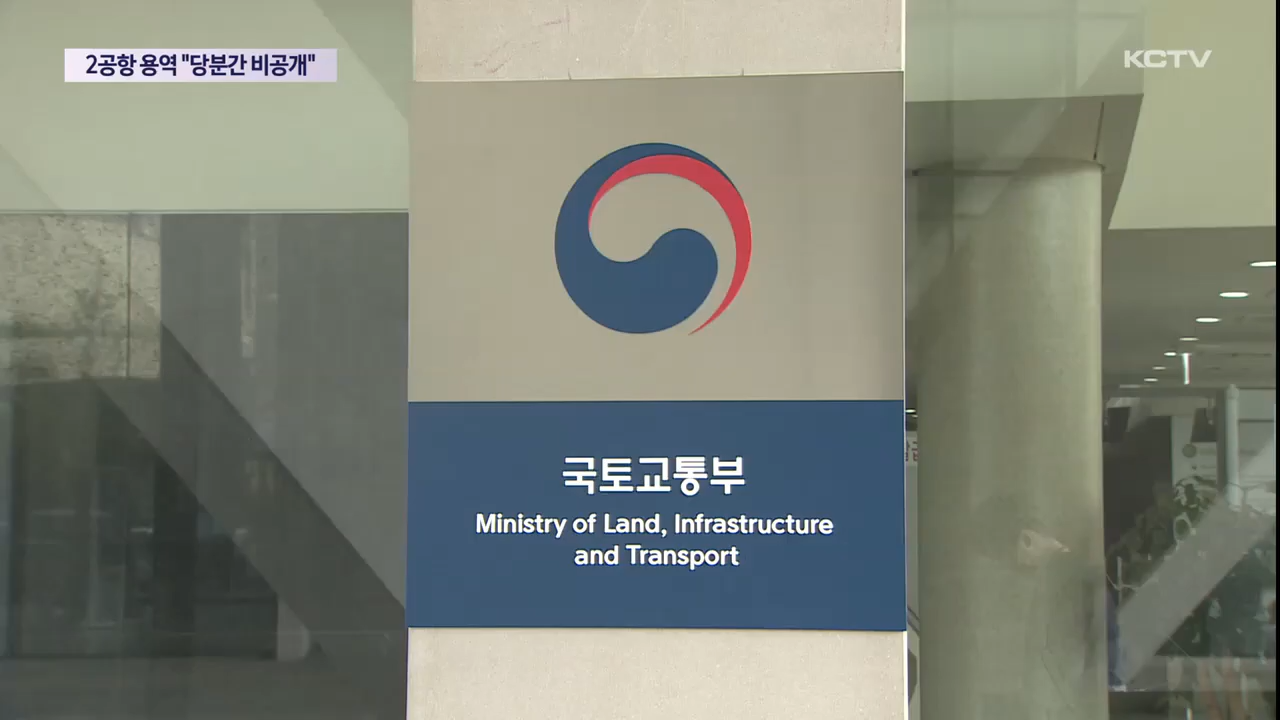 2공항 용역 "당분간 비공개"
KCTV
국토교통부
Ministry of Land, Infrastructure
and Transport